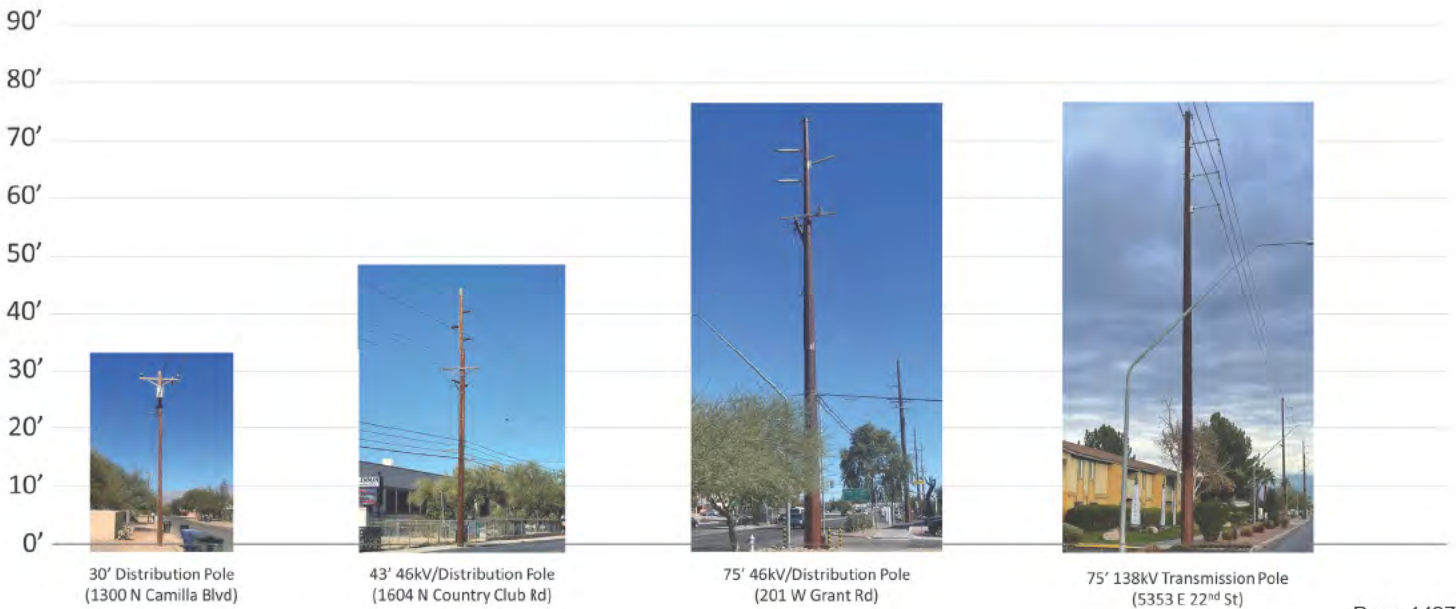 90’
80’
70’
60’
50’
40’
30’
20’
10’
0’
30’ Distribution Pole
(1300 N Camilla Blvd)
43’ 46kV/Distribution Pole
(1604 N Country Club Rd)
75’ 46kV/Distribution Pole
(201 W Grant Rd)
75’ 138kV Transmission Pole
(5353 E 22nd St)